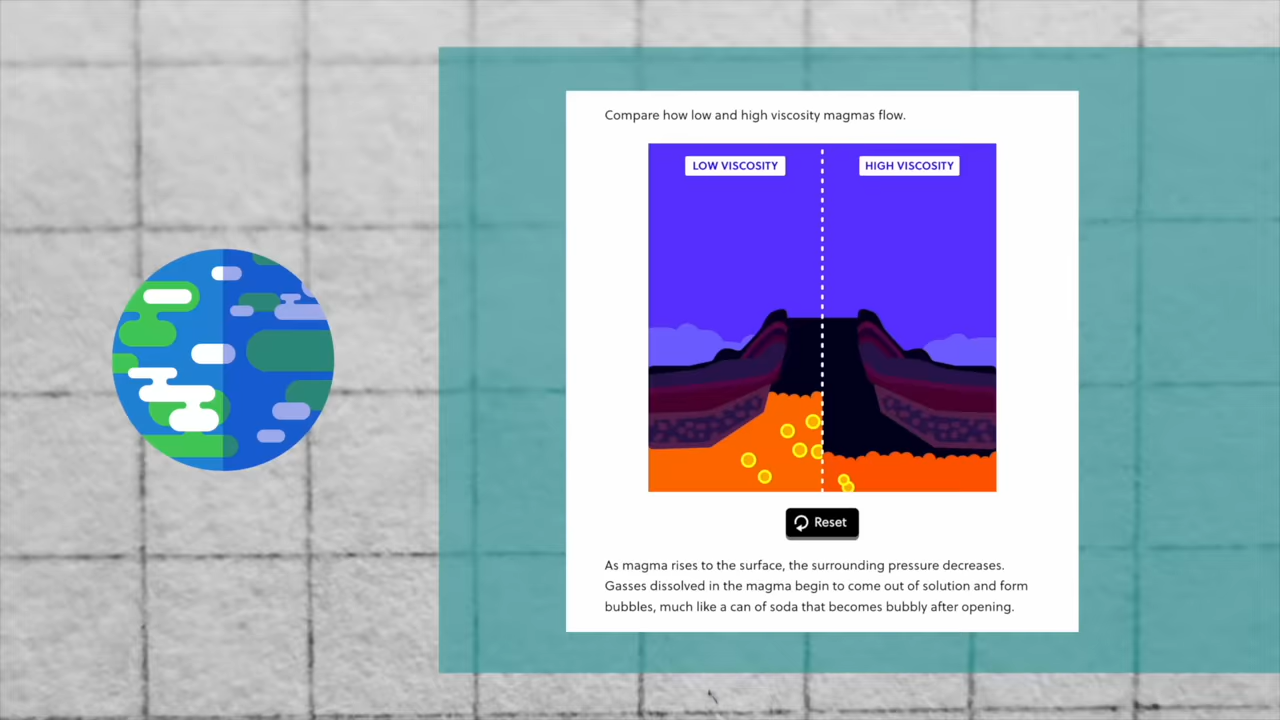 Compare how low and high viscosity magmas flow.
LOW VISCOSITY
HIGH VISCOSITY
Reset
As magma rises to the surface, the surrounding pressure decreases.
Gasses dissolved in the magma begin to come out of solution and form
bubbles, much like a can of soda that becomes bubbly after opening.